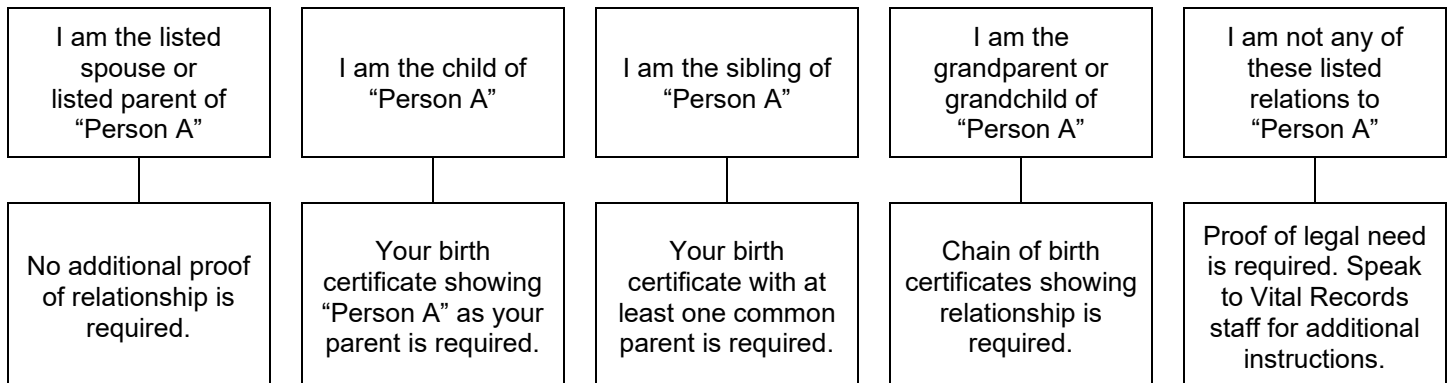 I am the listed
spouse or
listed parent of
“Person A”
I am the child of
“Person A”
I am the sibling of
“Person A”
I am the
grandparent or
grandchild of
“Person A”
I am not any of
these listed
relations to
“Person A”
No additional proof
of relationship is
required.
Your birth
certificate showing
“Person A” as your
parent is required.
Your birth
certificate with at
least one common
parent is required.
Chain of birth
certificates showing
relationship is
required.
Proof of legal need
is required. Speak
to Vital Records
staff for additional
instructions.